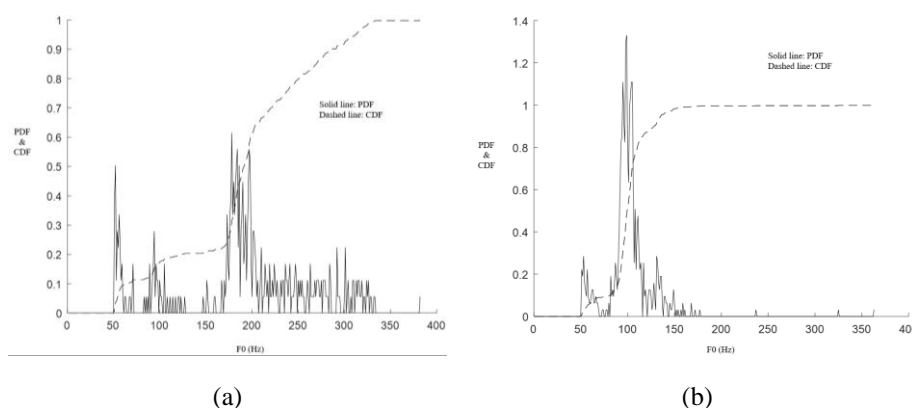 1
0.9
0.8
0.7
0.6
0.5
0.4
0.3
0.2
0.1
0
PDF
&
CDF
Solid line: PDF
Dashed line: CDF
0 50 100 150 200 250 300 350 400
F0 (Hz)
(a)
1.4
1.2
1
0.8
0.6
0.4
0.2
0
PDF
&
CDF
Solid line: PDF
Dashed line: CDF
0 50 100 150 200 250 300 350 40
F0 (Hz)
(b)